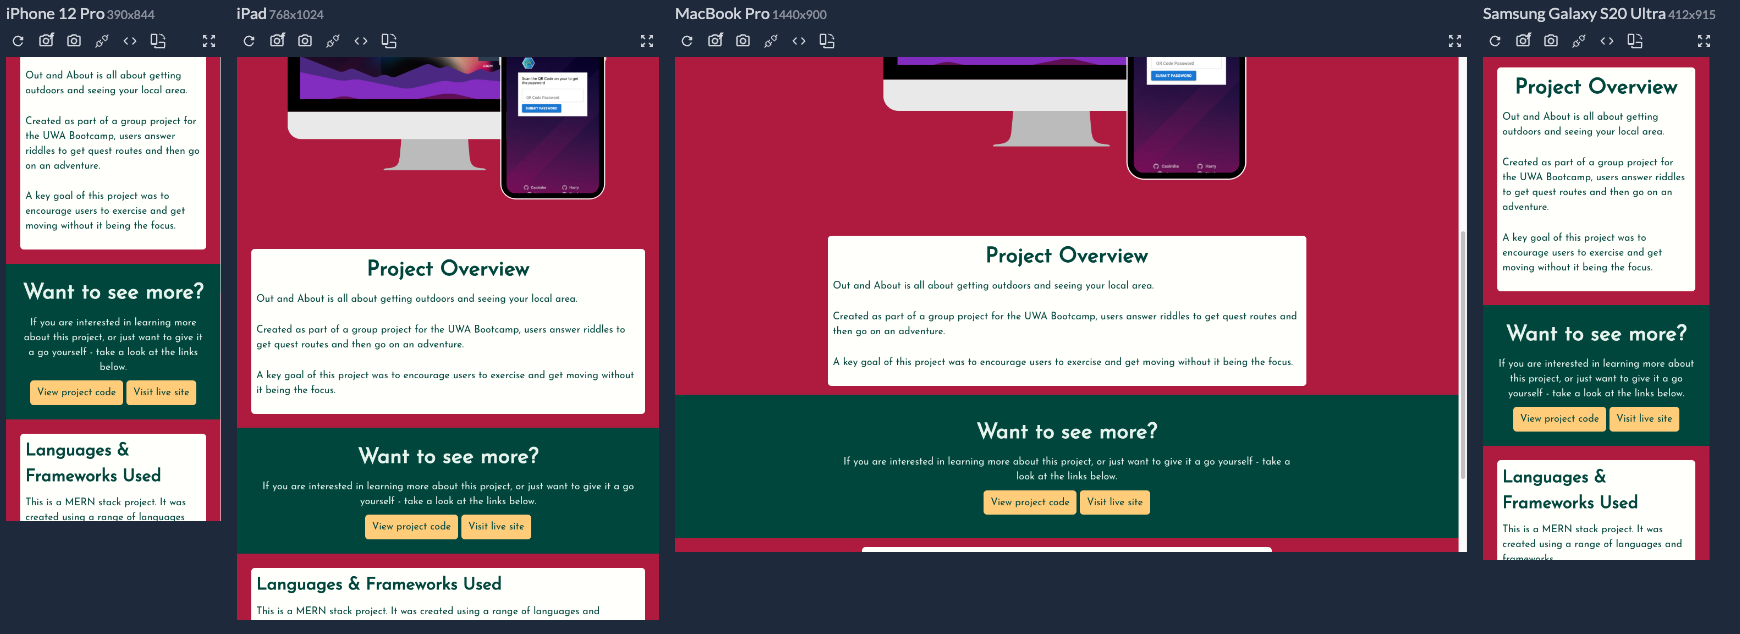 iPhone 12 Pro 390x844
Out and About is all about getting
outdoors and seeing your local area.
Created as part of a group project for
the UWA Bootcamp, users answer
riddles to get quest routes and then go
on an adventure.
A key goal of this project was to
encourage users to exercise and get
moving without it being the focus.
Want to see more?
If you are interested in learning more
about this project, or just want to give it
a go yourself - take a look at the links
below.
View project code Visit live site
Languages &
Frameworks Used
This is a MERN stack project. It was
created using a range of languages
iPad 768x1024
Scan the QR Code on your to get
the password
QR Code Password
SUBMIT PASSWORD
Project Overview
Out and About is all about getting outdoors and seeing your local area.
Created as part of a group project for the UWA Bootcamp, users answer riddles to
get quest routes and then go on an adventure.
A key goal of this project was to encourage users to exercise and get moving without
it being the focus.
Want to see more?
If you are interested in learning more about this project, or just want to give it a go
yourself - take a look at the links below.
View project code Visit live site
Languages & Frameworks Used
This is a MERN stack project. It was created using a range of languages and
MacBook Pro 1440x900
QR Code Password
SUBMIT PASSWORD
Harry
Project Overview
Out and About is all about getting outdoors and seeing your local area.
Created as part of a group project for the UWA Bootcamp, users answer riddles to get quest routes and
then go on an adventure.
A key goal of this project was to encourage users to exercise and get moving without it being the focus.
Want to see more?
If you are interested in learning more about this project, or just want to give it a go yourself - take a
look at the links below.
View project code Visit live site
Samsung Galaxy S20 Ultra 412x915
Project Overview
Out and About is all about getting
outdoors and seeing your local area.
Created as part of a group project for
the UWA Bootcamp, users answer riddles
to get quest routes and then go on an
adventure.
A key goal of this project was to
encourage users to exercise and get
moving without it being the focus.
Want to see more?
If you are interested in learning more about
this project, or just want to give it a go
yourself - take a look at the links below.
View project code Visit live site
Languages &
Frameworks Used
This is a MERN stack project. It was
created using a range of languages and
frameworks